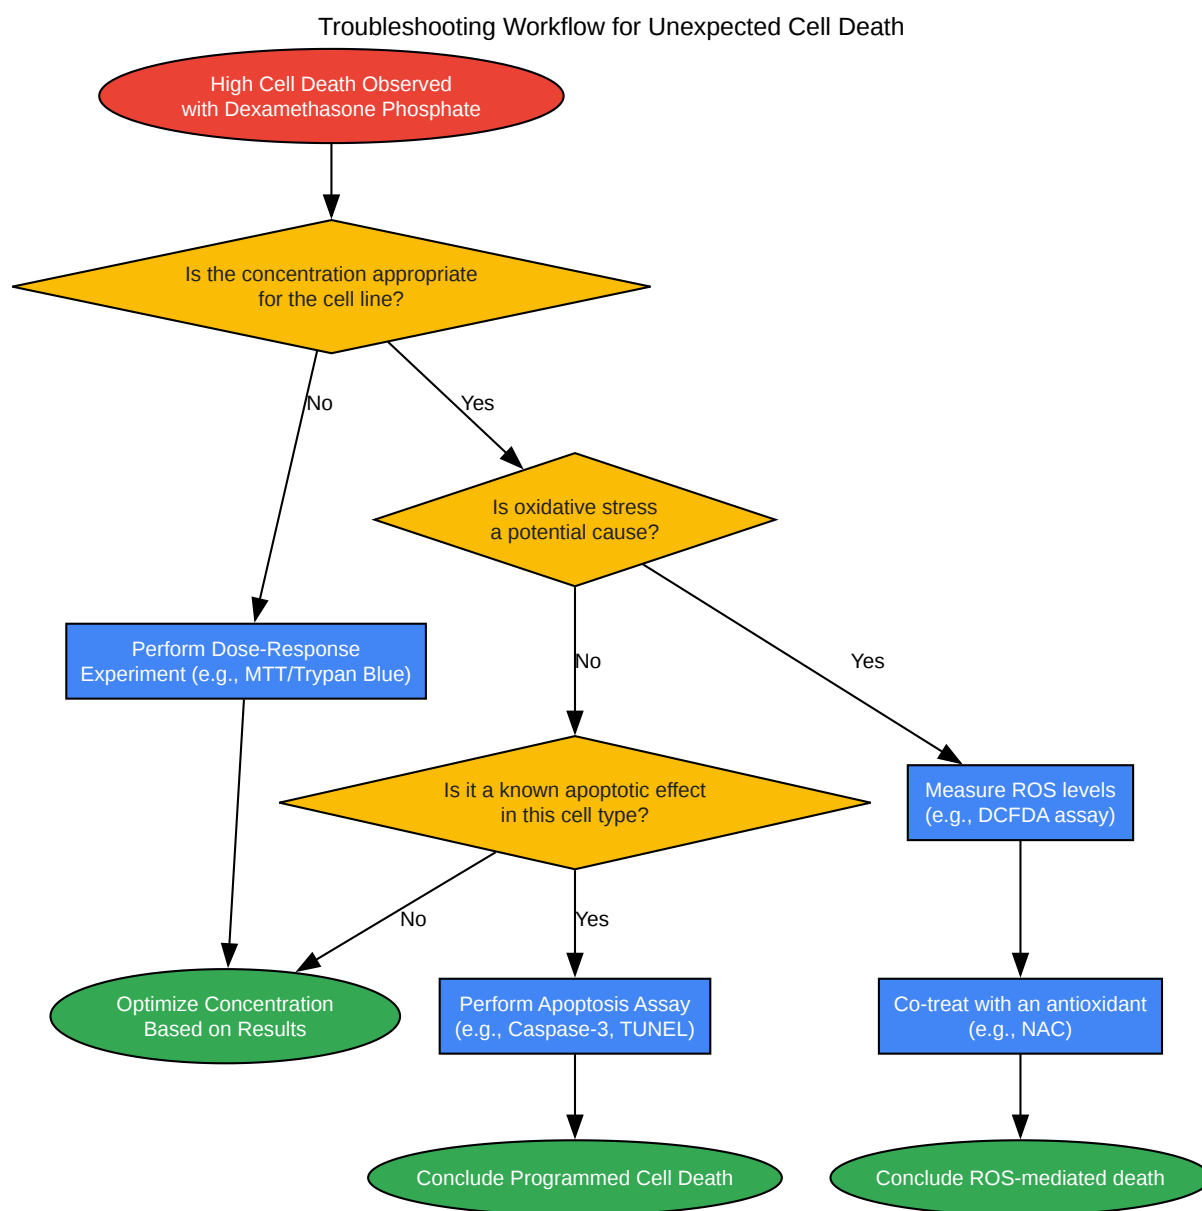 Troubleshooting Workflow for Unexpected Cell Death
High Cell Death Observed
with Dexamethasone Phosphate
Is the concentration appropriate
for the cell line?
No
Yes
Is oxidative stress
a potential cause?
Perform Dose-Response
Experiment (e.g., MTT/Trypan Blue)
No
Yes
Is it a known apoptotic effect
in this cell type?
Measure ROS levels
(e.g., DCFDA assay)
No
Yes
Optimize Concentration
Based on Results
Perform Apoptosis Assay
(e.g., Caspase-3, TUNEL)
Co-treat with an antioxidant
(e.g., NAC)
Conclude Programmed Cell Death
Conclude ROS-mediated death